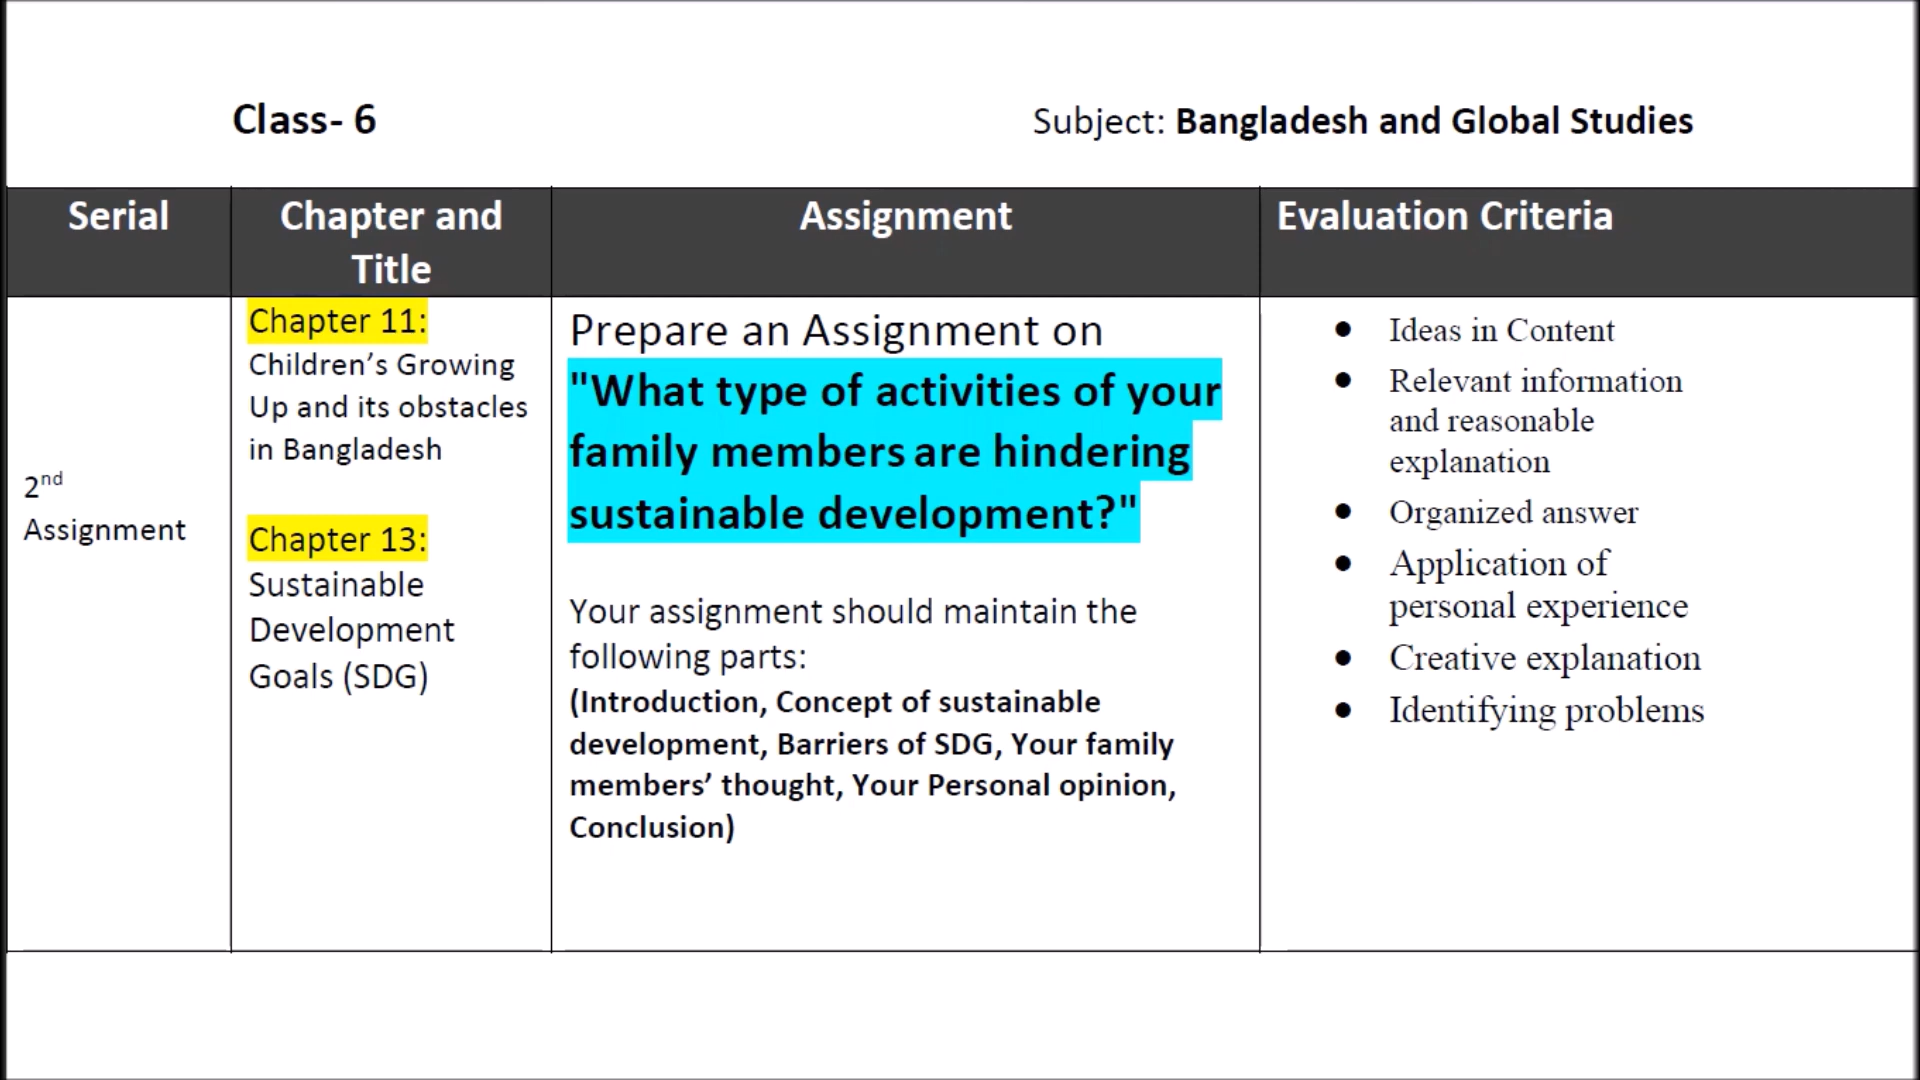 Class- 6
Subject: Bangladesh and Global Studies
Serial
Chapter and
Title
Assignment
Evaluation Criteria
2nd
Assignment
Chapter 11:
Children’s Growing
Up and its obstacles
in Bangladesh
Chapter 13:
Sustainable
Development
Goals (SDG)
Prepare an Assignment on
"What type of activities of your
family members are hindering
sustainable development?"
Your assignment should maintain the
following parts:
(Introduction, Concept of sustainable
development, Barriers of SDG, Your family
members’ thought, Your Personal opinion,
Conclusion)
● Ideas in Content
● Relevant information
and reasonable
explanation
● Organized answer
● Application of
personal experience
● Creative explanation
● Identifying problems